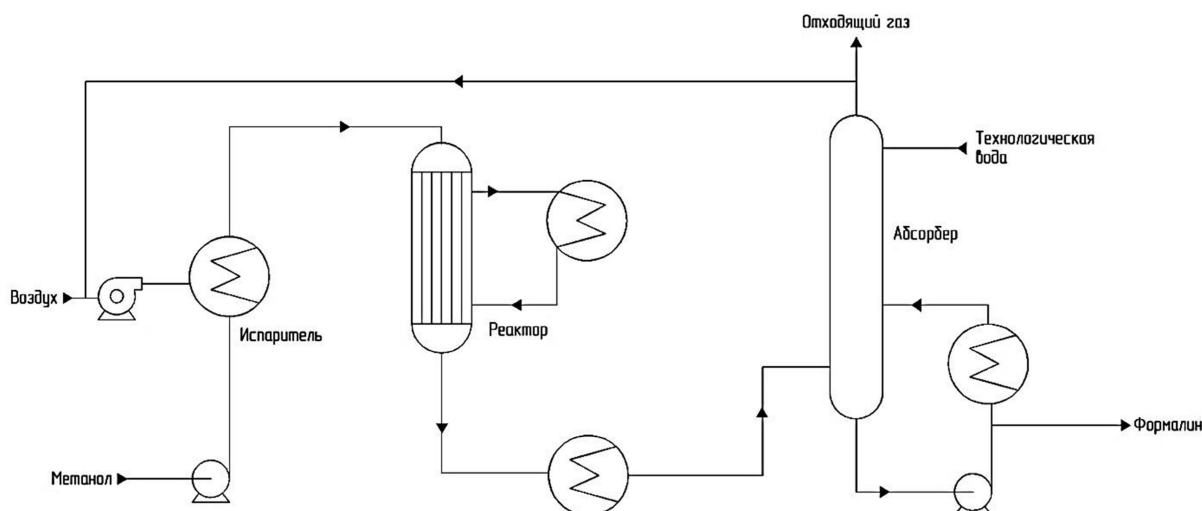 Отходящий газ
Технологическая
вода
Абсорбер
Воздух
Испаритель
Реактор
Формалин
Метанол